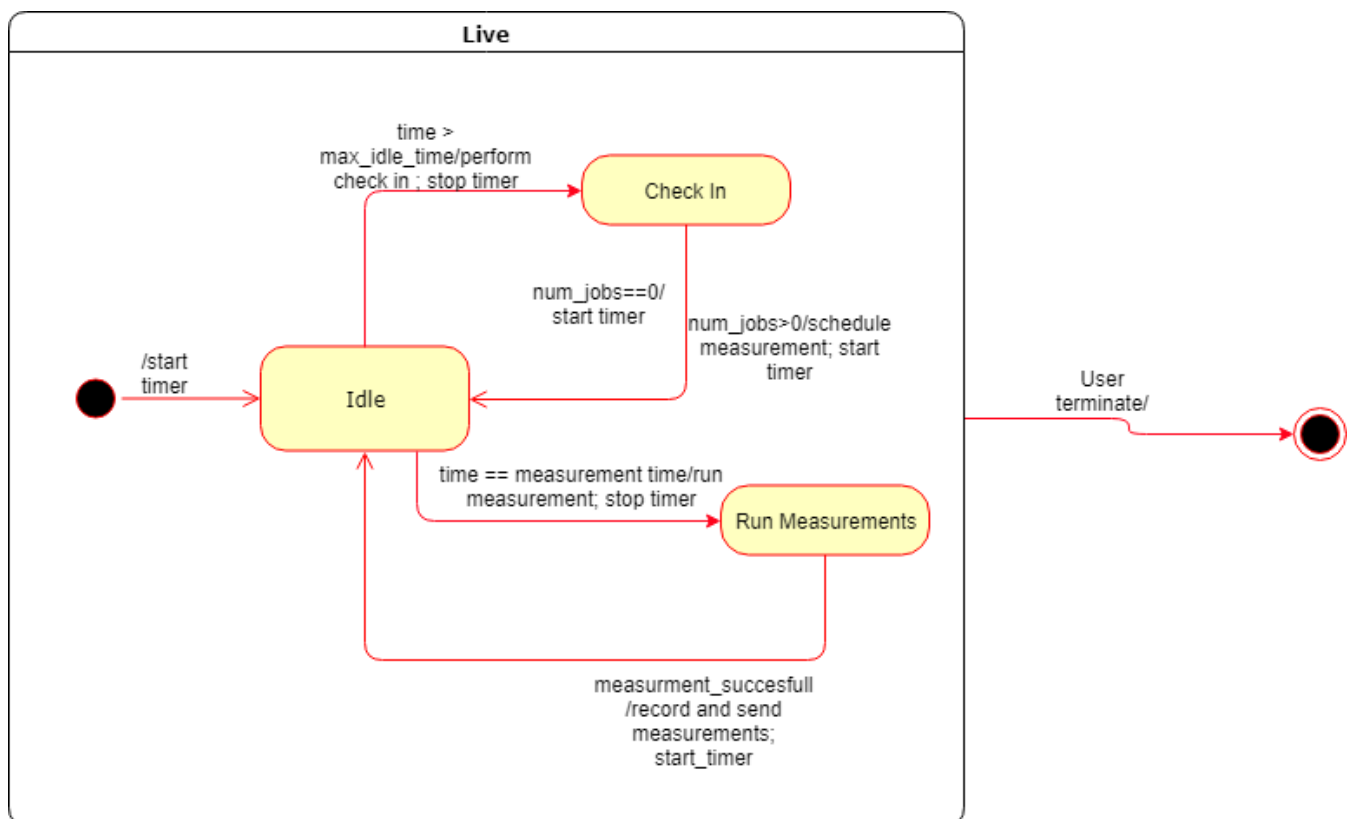 Live
time >
max_idle_time/perform
check in ; stop timer
Check In
num_jobs==0/
start timer
num_jobs>0/schedule
measurement; start
timer
/start
timer
Idle
User
terminate/
time == measurement time/run
measurement; stop timer
Run Measurements
measurment_succesfull
/record and send
measurements;
start_timer